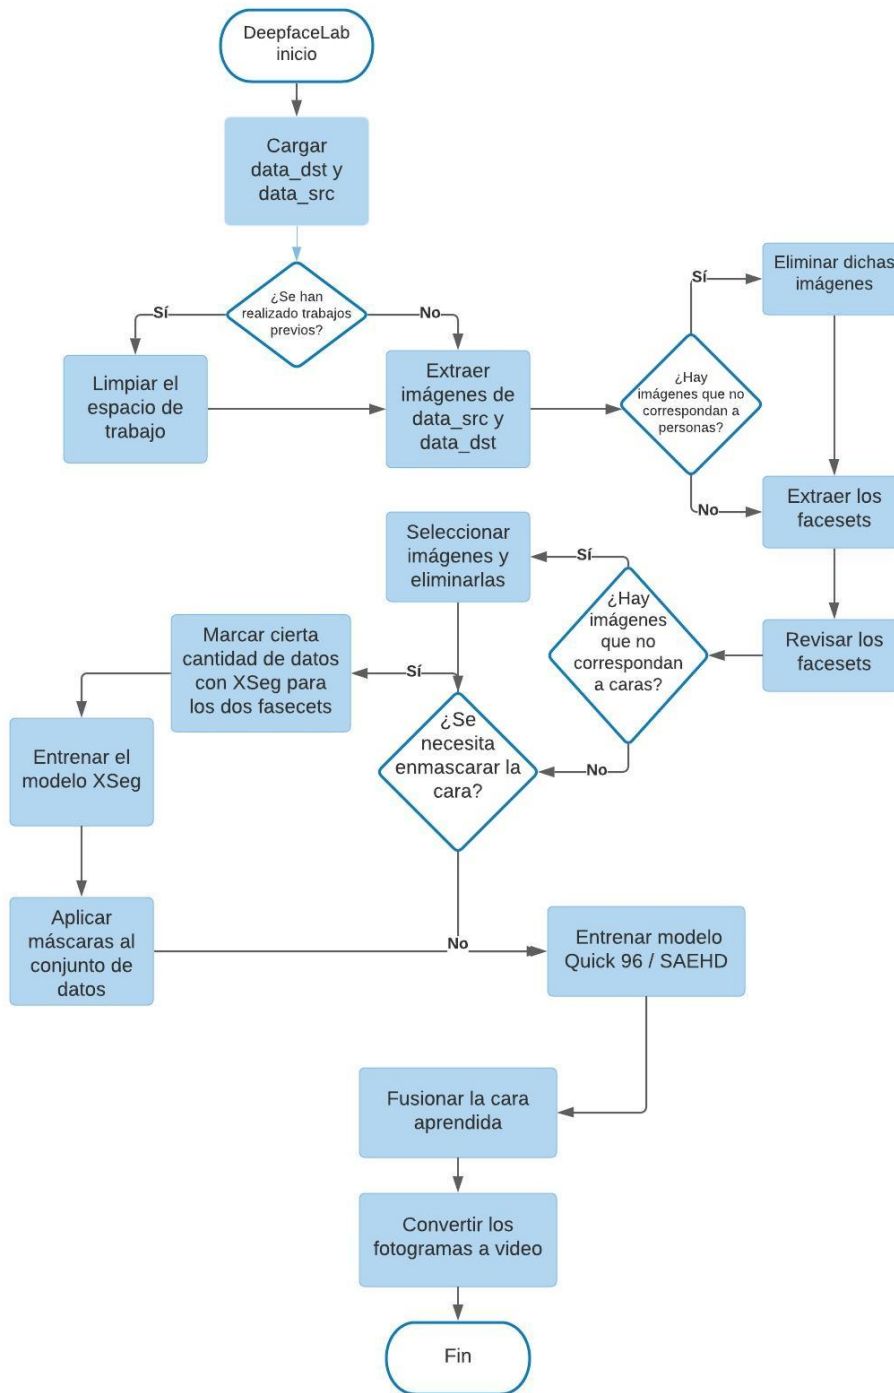 DeepfaceLab
inicio
Cargar
data_dst y
data_src
¿Se han
realizado trabajos
previos?
Sí
No
Limpiar el
espacio de
trabajo
Extraer
imágenes de
data_src y
data_dst
¿Hay
imágenes que no
correspondan a
personas?
Sí
Eliminar dichas
imágenes
No
Extraer los
facesets
Revisar los
facesets
¿Hay
imágenes
que no
correspondan
a caras?
Sí
Seleccionar
imágenes y
eliminarlas
No
¿Se
necesita
enmascarar la
cara?
Sí
Marcar cierta
cantidad de datos
con XSeg para
los dos fasecets
Entrenar el
modelo XSeg
Aplicar
máscaras al
conjunto de
datos
No
Entrenar modelo
Quick 96 / SAEHD
Fusionar la cara
aprendida
Convertir los
fotogramas a video
Fin